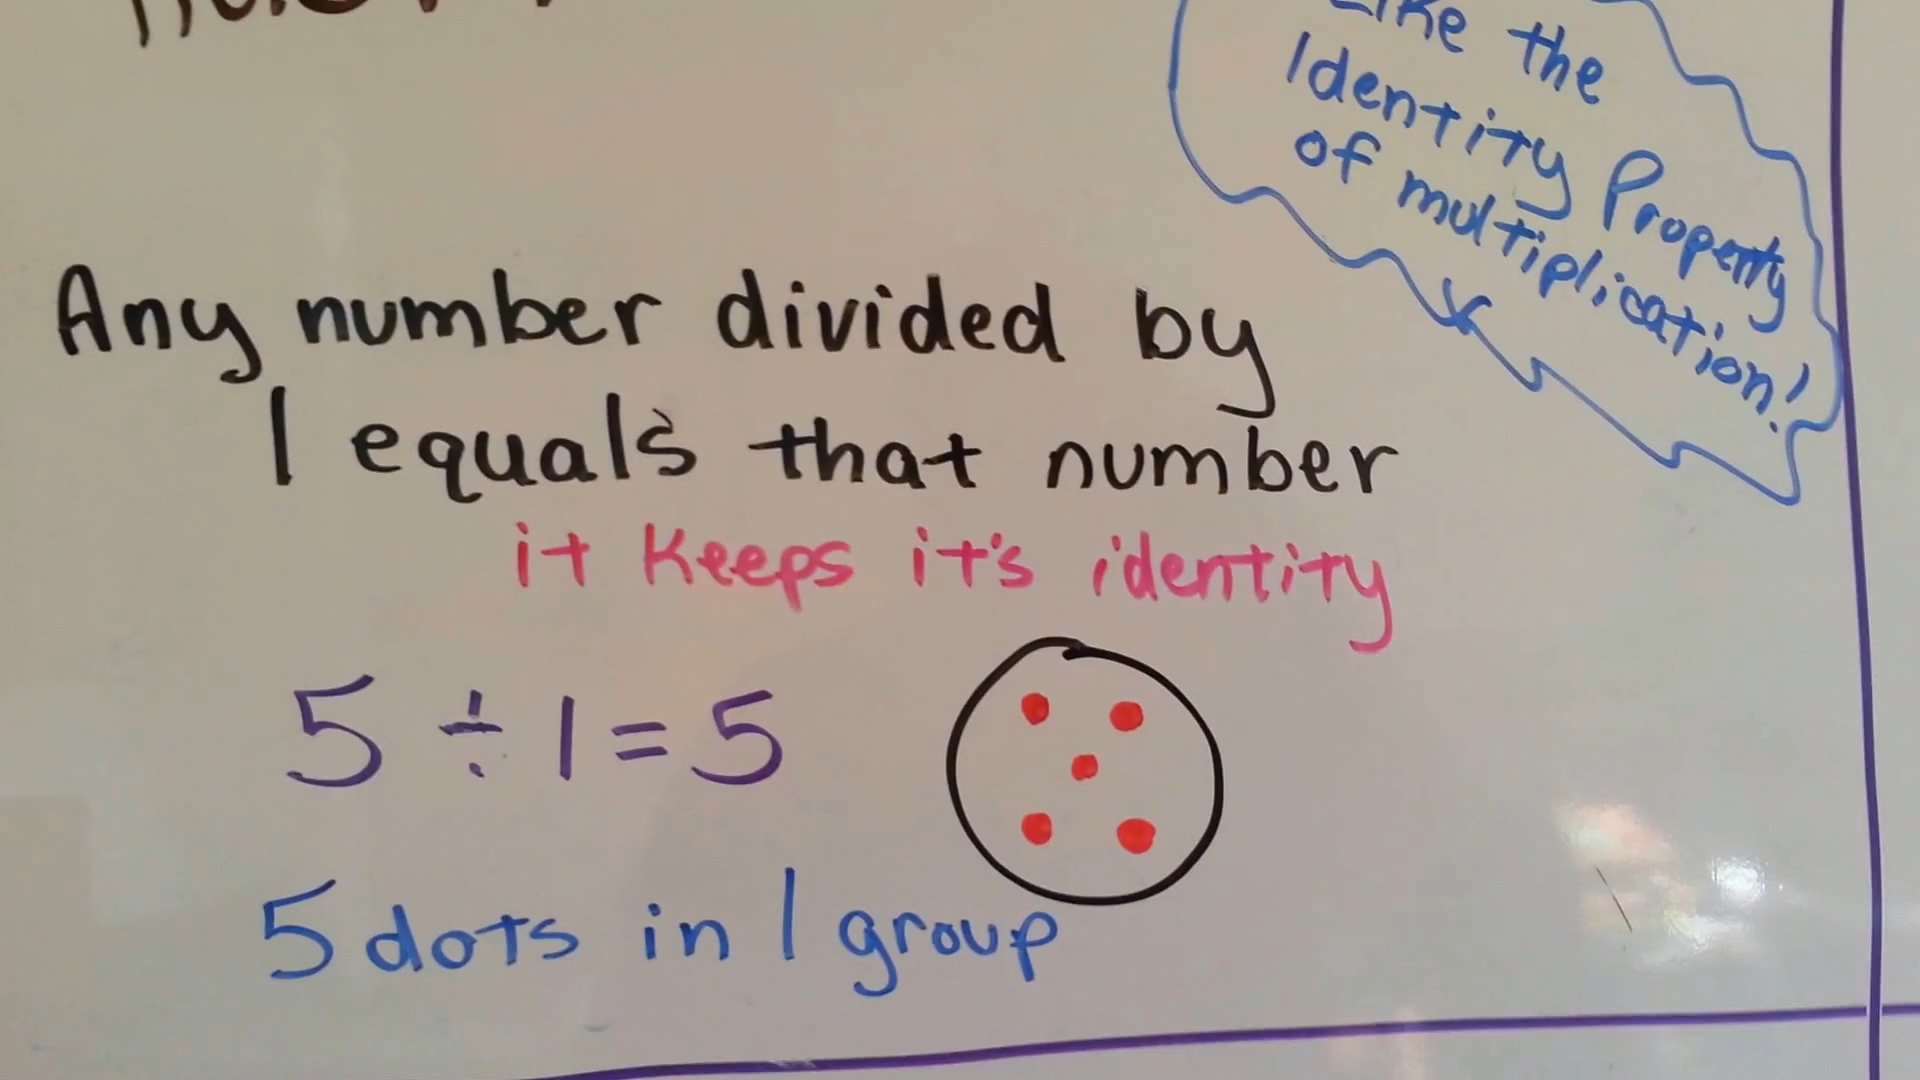 Like the
Identity Property
of multiplication!
Any number divided by
1 equals that number
it keeps it's identity
5 ÷ 1 = 5
5 dots in 1 group